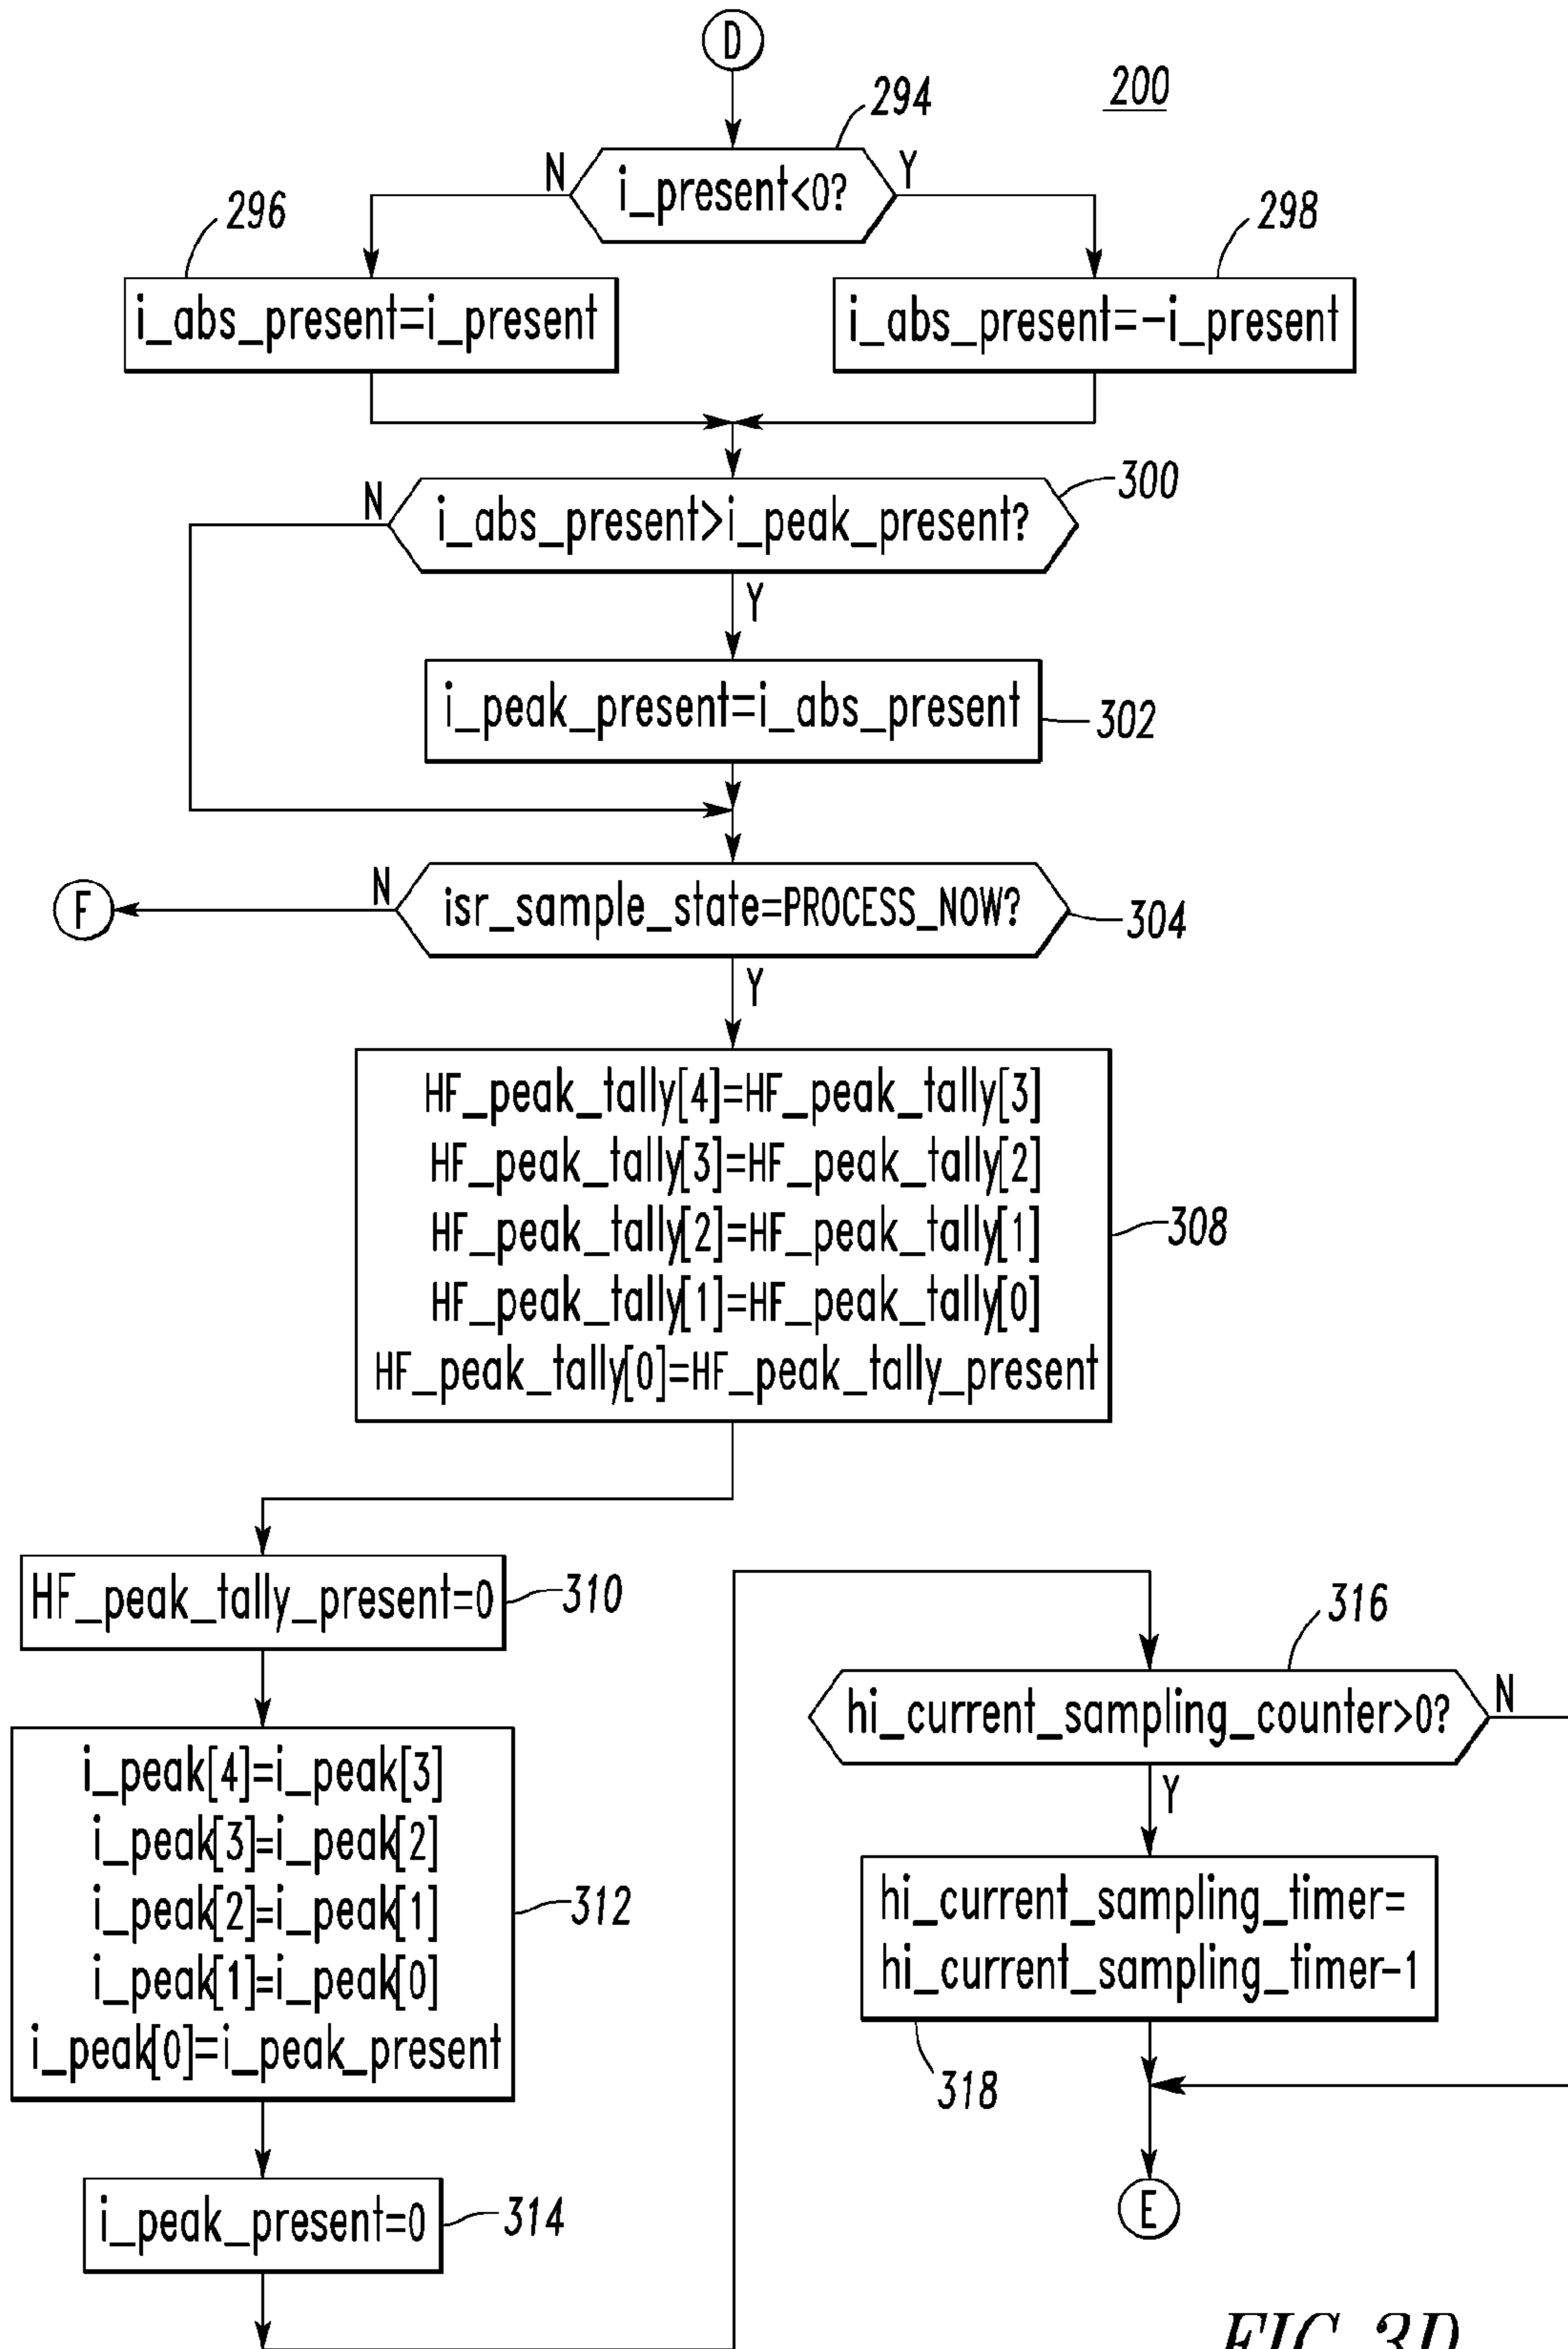 D
200
294
N
i_present<0?
Y
296
298
i_abs_present=i_present
i_abs_present=-i_present
300
N
i_abs_present>i_peak_present?
Y
i_peak_present=i_abs_present
302
F
N
isr_sample_state=PROCESS_NOW?
304
Y
HF_peak_tally[4]=HF_peak_tally[3]
HF_peak_tally[3]=HF_peak_tally[2]
HF_peak_tally[2]=HF_peak_tally[1]
HF_peak_tally[1]=HF_peak_tally[0]
HF_peak_tally[0]=HF_peak_tally_present
308
HF_peak_tally_present=0
310
i_peak[4]=i_peak[3]
i_peak[3]=i_peak[2]
i_peak[2]=i_peak[1]
i_peak[1]=i_peak[0]
i_peak[0]=i_peak_present
312
i_peak_present=0
314
316
hi_current_sampling_counter>0?
N
Y
hi_current_sampling_timer=
hi_current_sampling_timer-1
318
E
FIG. 3D